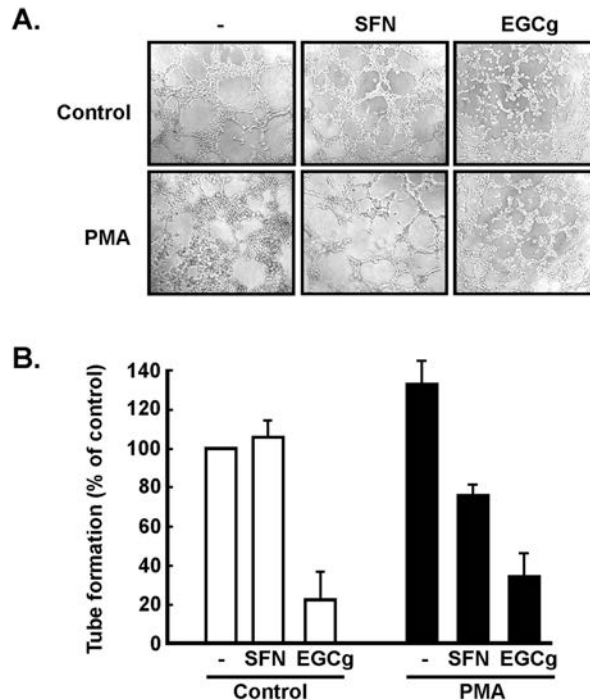 A.
- SFN EGCg
Control
PMA
B.
Tube formation (% of control)
140
120
100
80
60
40
20
0
- SFN EGCg - SFN EGCg
Control PMA